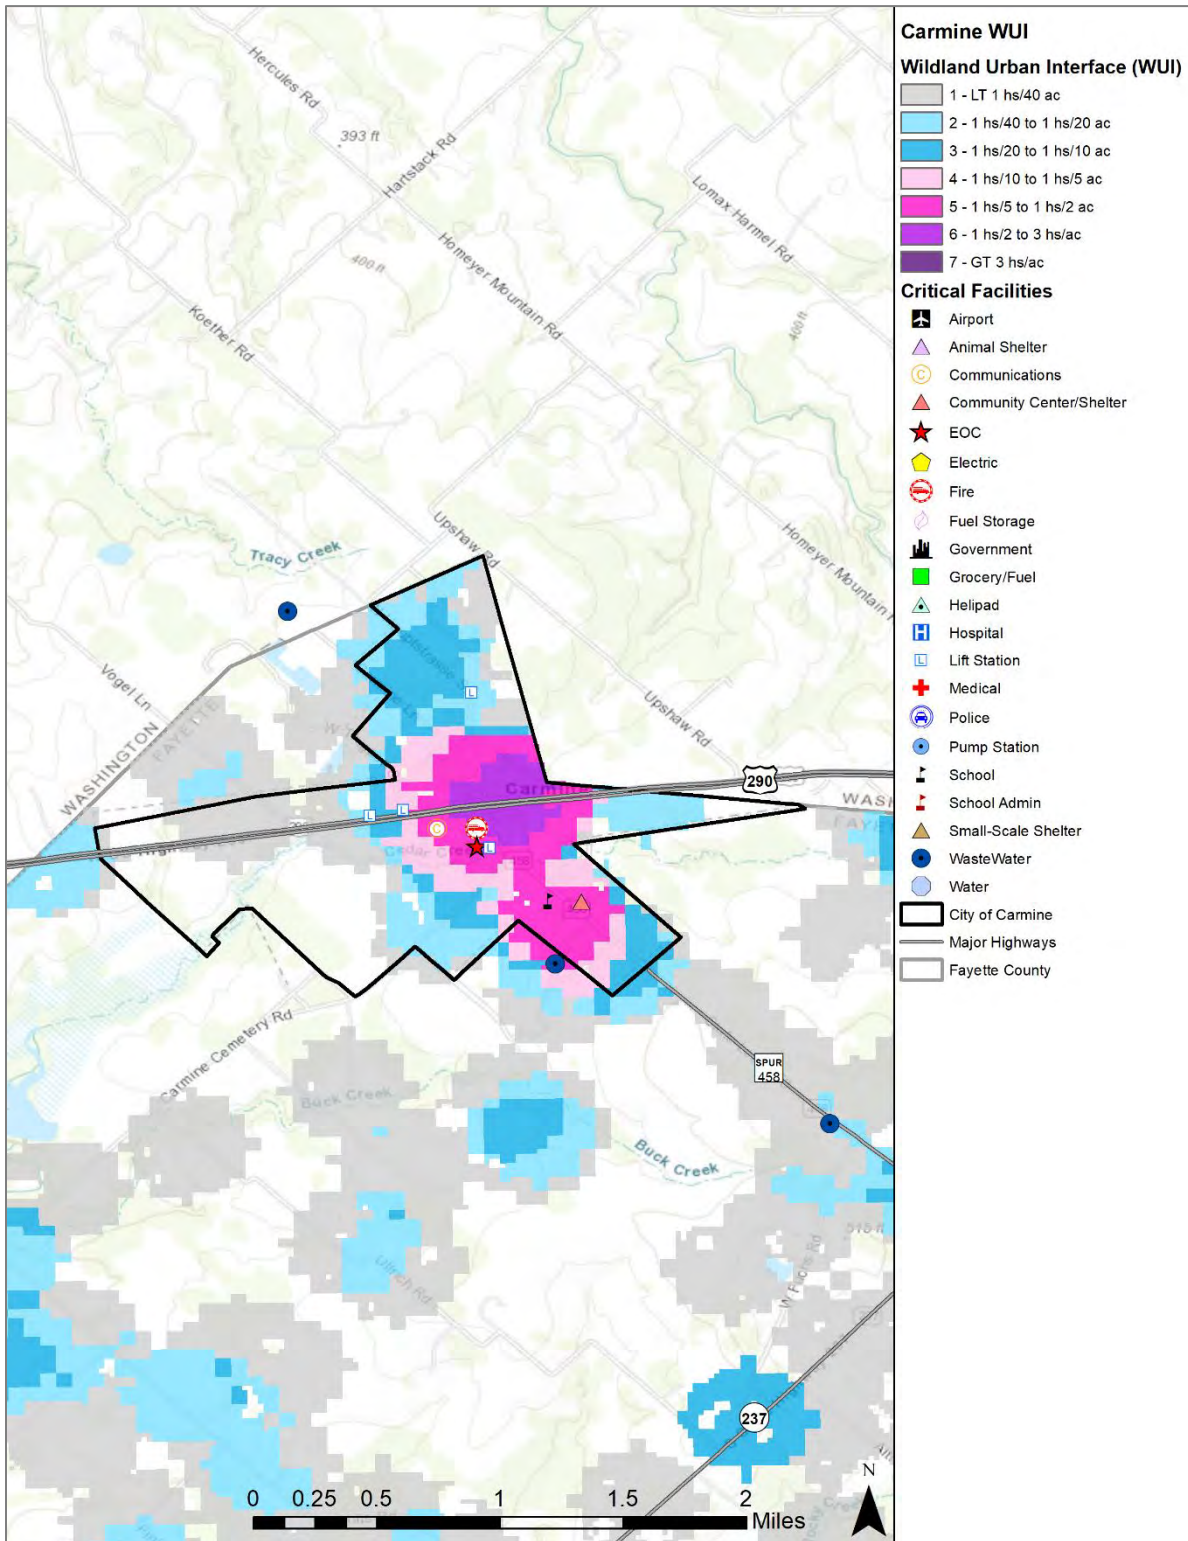 Carmine WUI
Wildland Urban Interface (WUI)
1 - LT 1 hs/40 ac
2 - 1 hs/40 to 1 hs/20 ac
3 - 1 hs/20 to 1 hs/10 ac
4 - 1 hs/10 to 1 hs/5 ac
5 - 1 hs/5 to 1 hs/2 ac
6 - 1 hs/2 to 3 hs/ac
7 - GT 3 hs/ac
Critical Facilities
Airport
Animal Shelter
C Communications
Community Center/Shelter
EOC
Electric
Fire
Fuel Storage
Government
Grocery/Fuel
Helipad
H Hospital
L Lift Station
Medical
Police
Pump Station
School
School Admin
Small-Scale Shelter
WasteWater
Water
City of Carmine
Major Highways
Fayette County
Hercules Rd
393 ft
Hartstack Rd
Lomax Harmel Rd
400 ft
Homeyer Mountain Rd
400 ft
Koether Rd
Upshaw Rd
Tracy Creek
Homeyer Mountain
Vogel Ln
L
Upshaw Rd
WASHINGTON
FAYETTE
Carmine
290
WASH
FAYETTE
L
L
C
L
Cedar Creek
Carmine Cemetery Rd
SPUR
458
Buck Creek
Buck Creek
515 ft
W Fuchs Rd
Ullrich Rd
237
N
0 0.25 0.5 1 1.5 2
Miles